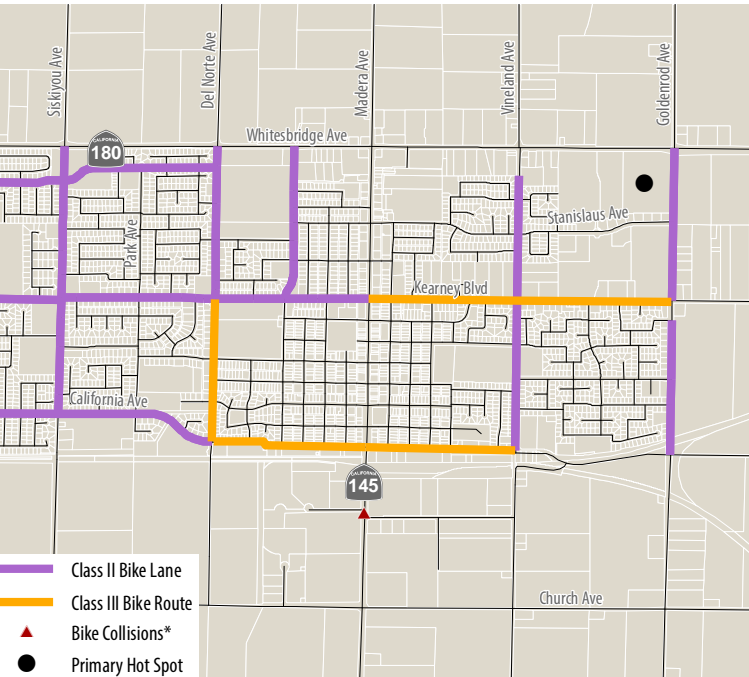 Siskiyou Ave
Del Norte Ave
Madera Ave
Vineland Ave
Goldenrod Ave
Whitesbridge Ave
CALIFORNIA
180
Stanislaus Ave
Park Ave
Kearney Blvd
California Ave
CALIFORNIA
145
Class II Bike Lane
Class III Bike Route
Church Ave
Bike Collisions*
Primary Hot Spot